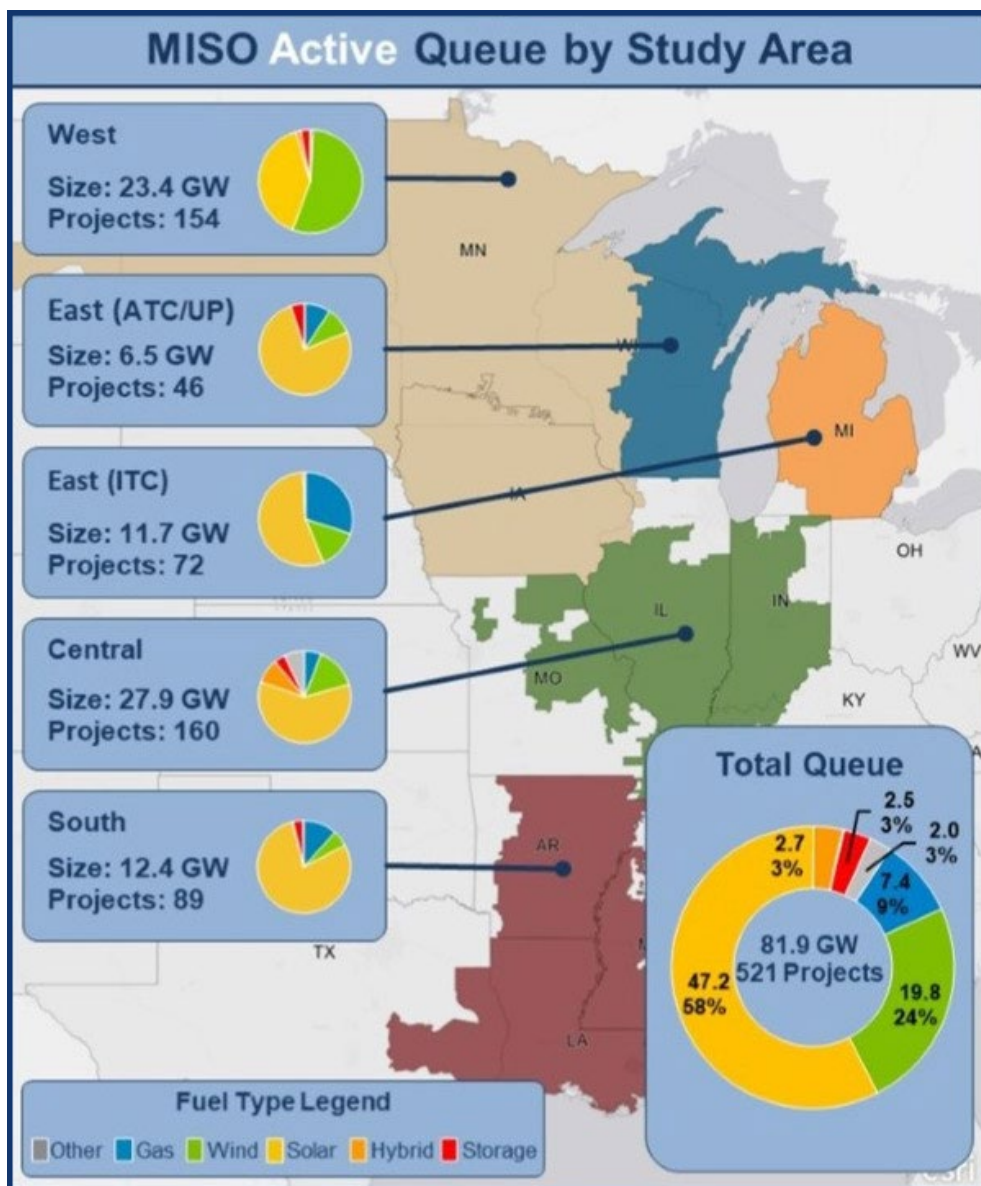 MISO Active Queue by Study Area
West
Size: 23.4 GW
Projects: 154
MN
East (ATC/UP)
Size: 6.5 GW
Projects: 46
East (ITC)
Size: 11.7 GW
Projects: 72
MI
IA
OH
Central
Size: 27.9 GW
Projects: 160
IL
IN
MO
WV
KY
South
Size: 12.4 GW
Projects: 89
AR
TX
LA
Total Queue
2.5
3%
2.0
3%
2.7
3%
7.4
9%
81.9 GW
521 Projects
47.2
58%
19.8
24%
Fuel Type Legend
Other Gas Wind Solar Hybrid Storage
esri